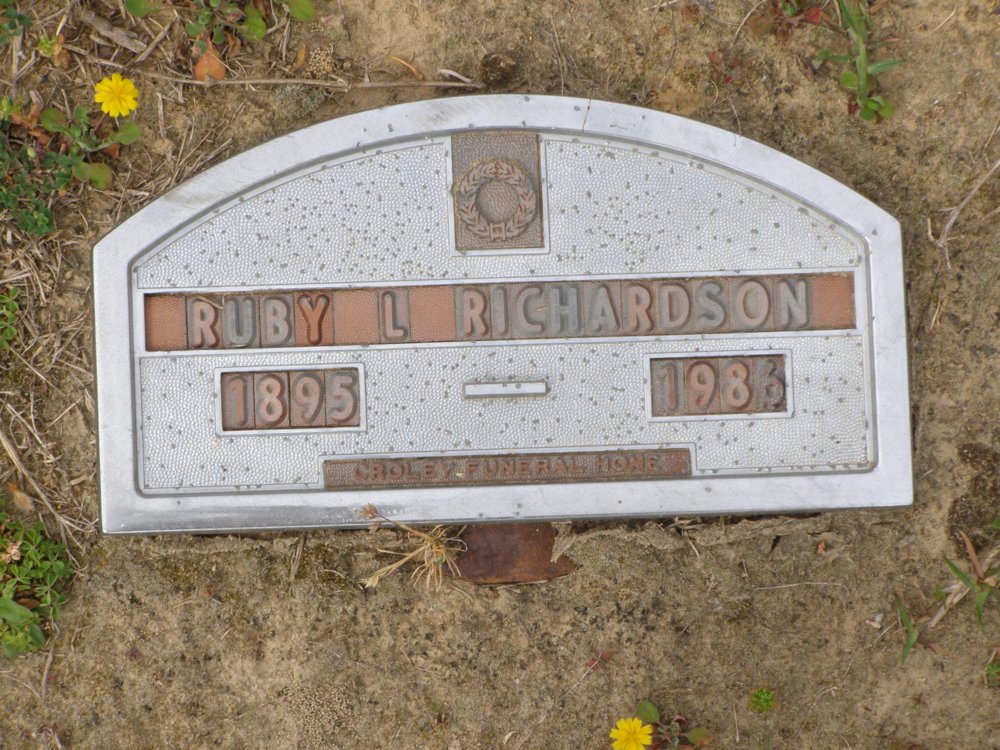 RUBY L RICHARDSON
1895 – 1986
CROLEY FUNERAL HOME